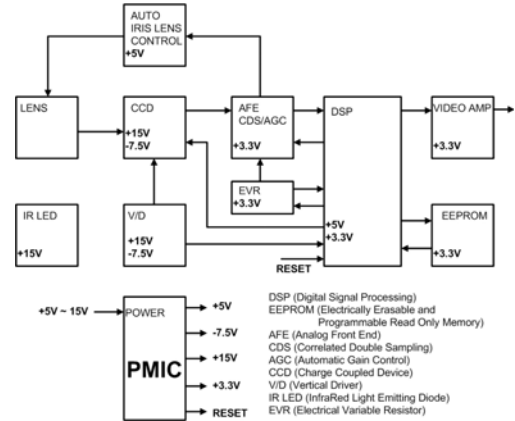 AUTO
IRIS LENS
CONTROL
+5V
LENS
CCD
+15V
-7.5V
AFE
CDS/AGC
+3.3V
DSP
+5V
+3.3V
VIDEO AMP
+3.3V
EVR
+3.3V
IR LED
+15V
V/D
+15V
-7.5V
EEPROM
+3.3V
RESET
+5V ~ 15V
POWER
PMIC
+5V
-7.5V
+15V
+3.3V
RESET
DSP (Digital Signal Processing)
EEPROM (Electrically Erasable and
Programmable Read Only Memory)
AFE (Analog Front End)
CDS (Correlated Double Sampling)
AGC (Automatic Gain Control)
CCD (Charge Coupled Device)
V/D (Vertical Driver)
IR LED (InfraRed Light Emitting Diode)
EVR (Electrical Variable Resistor)